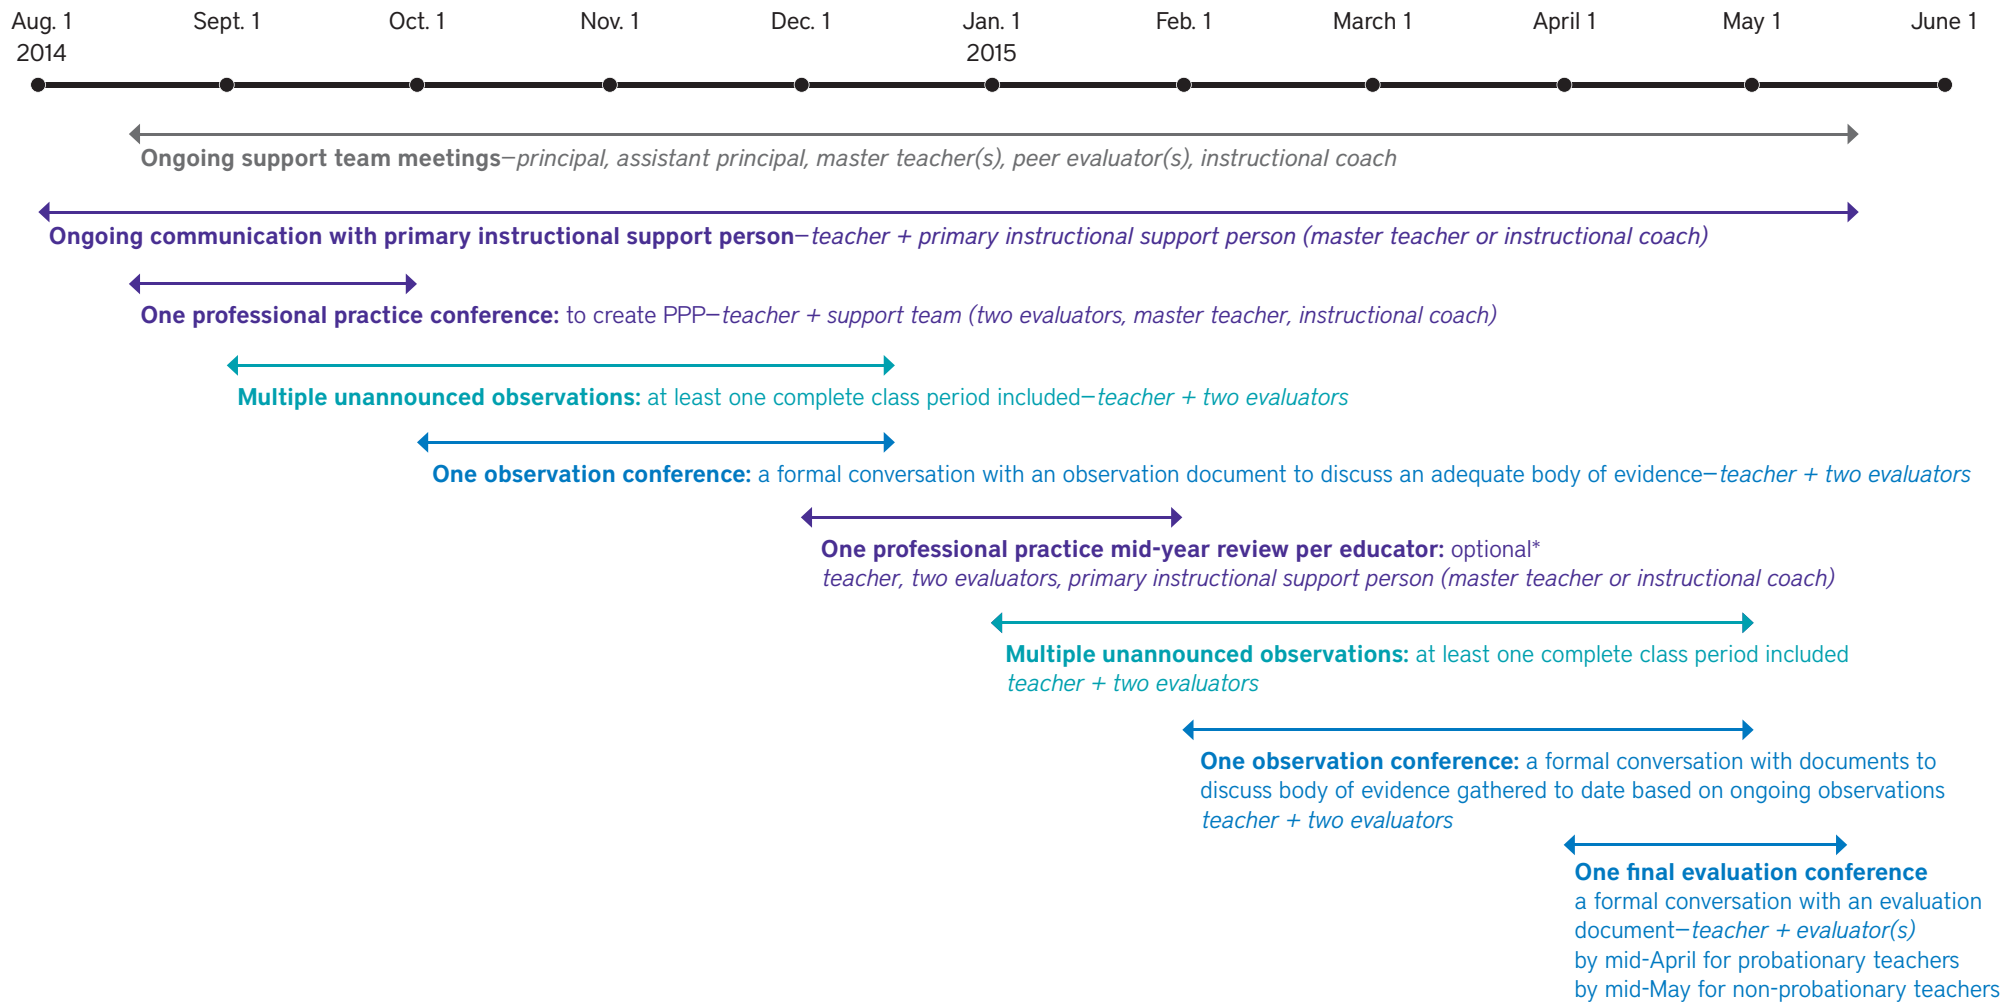 Aug. 1 Sept. 1 Oct. 1 Nov. 1 Dec. 1 Jan. 1 Feb. 1 March 1 April 1 May 1 June 1
2014 2015
Ongoing support team meetings–principal, assistant principal, master teacher(s), peer evaluator(s), instructional coach
Ongoing communication with primary instructional support person–teacher + primary instructional support person (master teacher or instructional coach)
One professional practice conference: to create PPP–teacher + support team (two evaluators, master teacher, instructional coach)
Multiple unannounced observations: at least one complete class period included–teacher + two evaluators
One observation conference: a formal conversation with an observation document to discuss an adequate body of evidence–teacher + two evaluators
One professional practice mid-year review per educator: optional*
teacher, two evaluators, primary instructional support person (master teacher or instructional coach)
Multiple unannounced observations: at least one complete class period included
teacher + two evaluators
One observation conference: a formal conversation with documents to
discuss body of evidence gathered to date based on ongoing observations
teacher + two evaluators
One final evaluation conference
a formal conversation with an evaluation
document–teacher + evaluator(s)
by mid-April for probationary teachers
by mid-May for non-probationary teachers